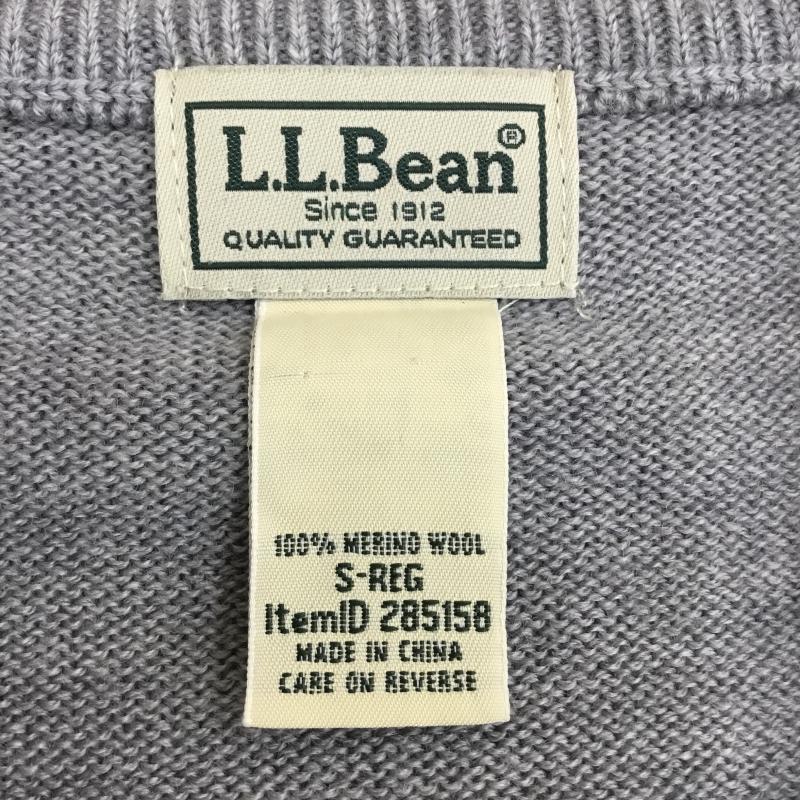 L.L.Bean®
Since 1912
QUALITY GUARANTEED
100% MERINO WOOL
S-REG
ItemID 285158
MADE IN CHINA
CARE ON REVERSE